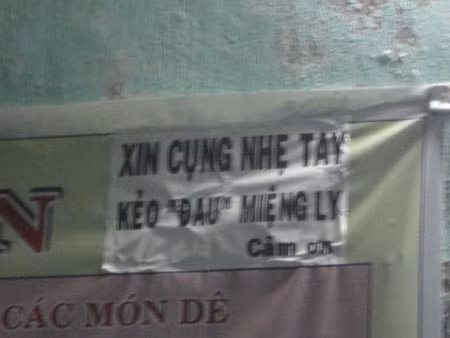 XIN CỤNG NHẸ TAY
KẺO "ĐAU" MIẾNG LY
Cảm ơn
N
CÁC MÓN DÊ